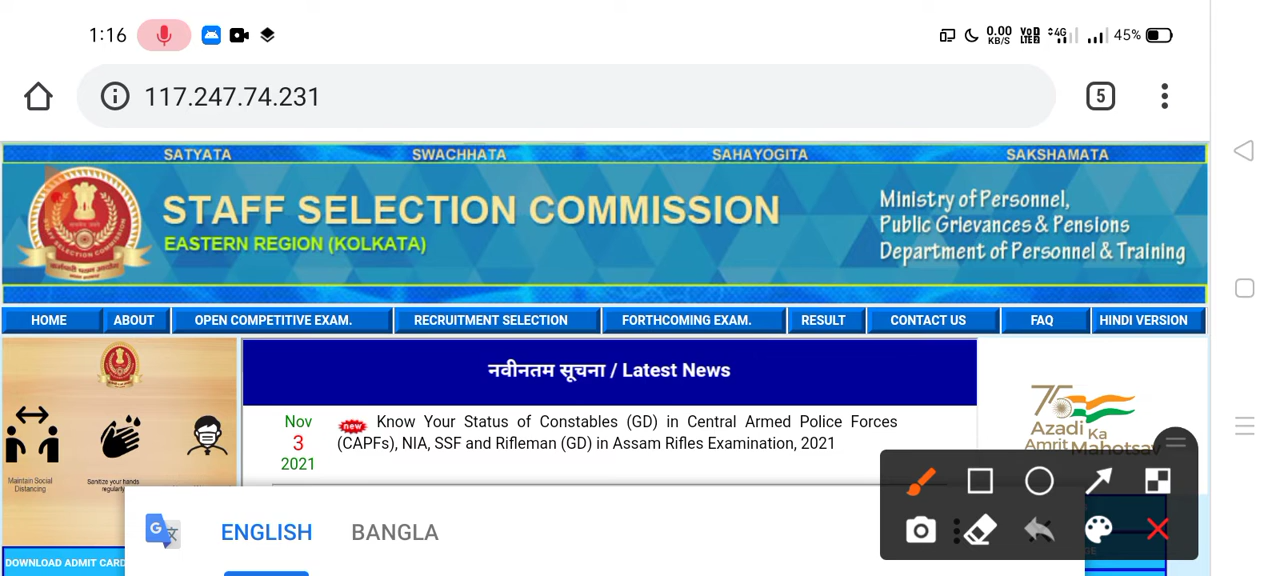 1:16 0.00 KB/S VoD LTE2 4G 45%
117.247.74.231 5
SATYATA SWACHHATA SAHAYOGITA SAKSHAMATA
STAFF SELECTION COMMISSION
EASTERN REGION (KOLKATA)
Ministry of Personnel,
Public Grievances & Pensions
Department of Personnel & Training
HOME ABOUT OPEN COMPETITIVE EXAM. RECRUITMENT SELECTION FORTHCOMING EXAM. RESULT CONTACT US FAQ HINDI VERSION
नवीनतम सूचना / Latest News
Nov
3
2021
new Know Your Status of Constables (GD) in Central Armed Police Forces
(CAPFs), NIA, SSF and Rifleman (GD) in Assam Rifles Examination, 2021
75
Azadi Ka
Amrit Mahotsav
Maintain Social
Distancing
Sanitize your hands
regularly
DOWNLOAD ADMIT CARD
G
ENGLISH BANGLA